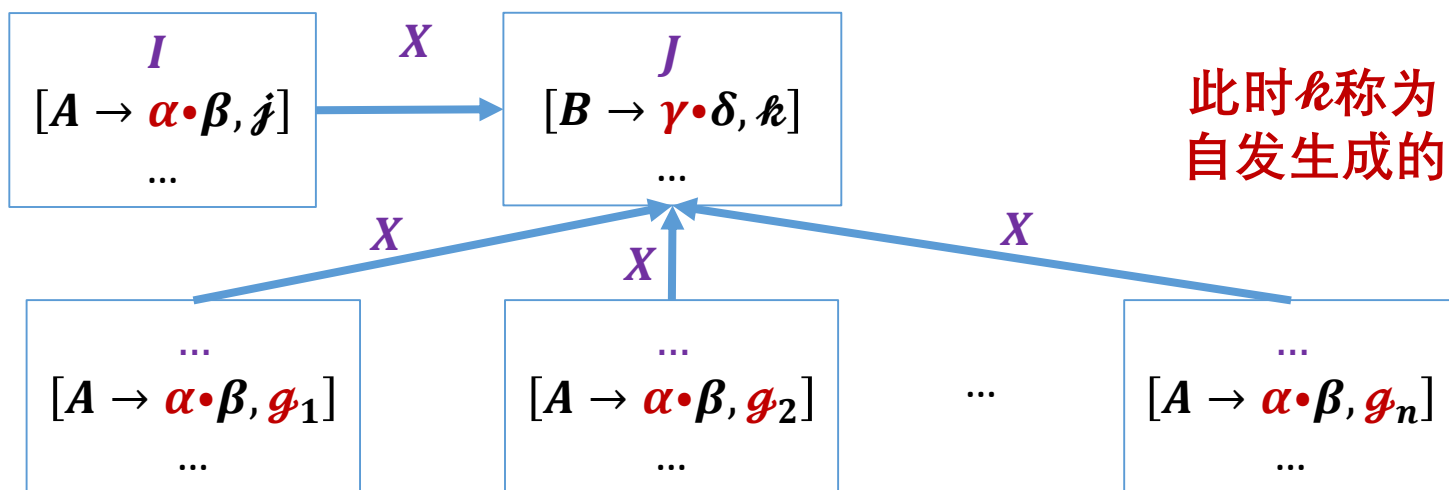 I
[A → α•β, 𝒿]
...
X
J
[B → γ•δ, 𝓀]
...
此时𝓀称为
自发生成的
X
X
X
...
[A → α•β, ℊ₁]
...
...
[A → α•β, ℊ₂]
...
...
...
[A → α•β, ℊₙ]
...